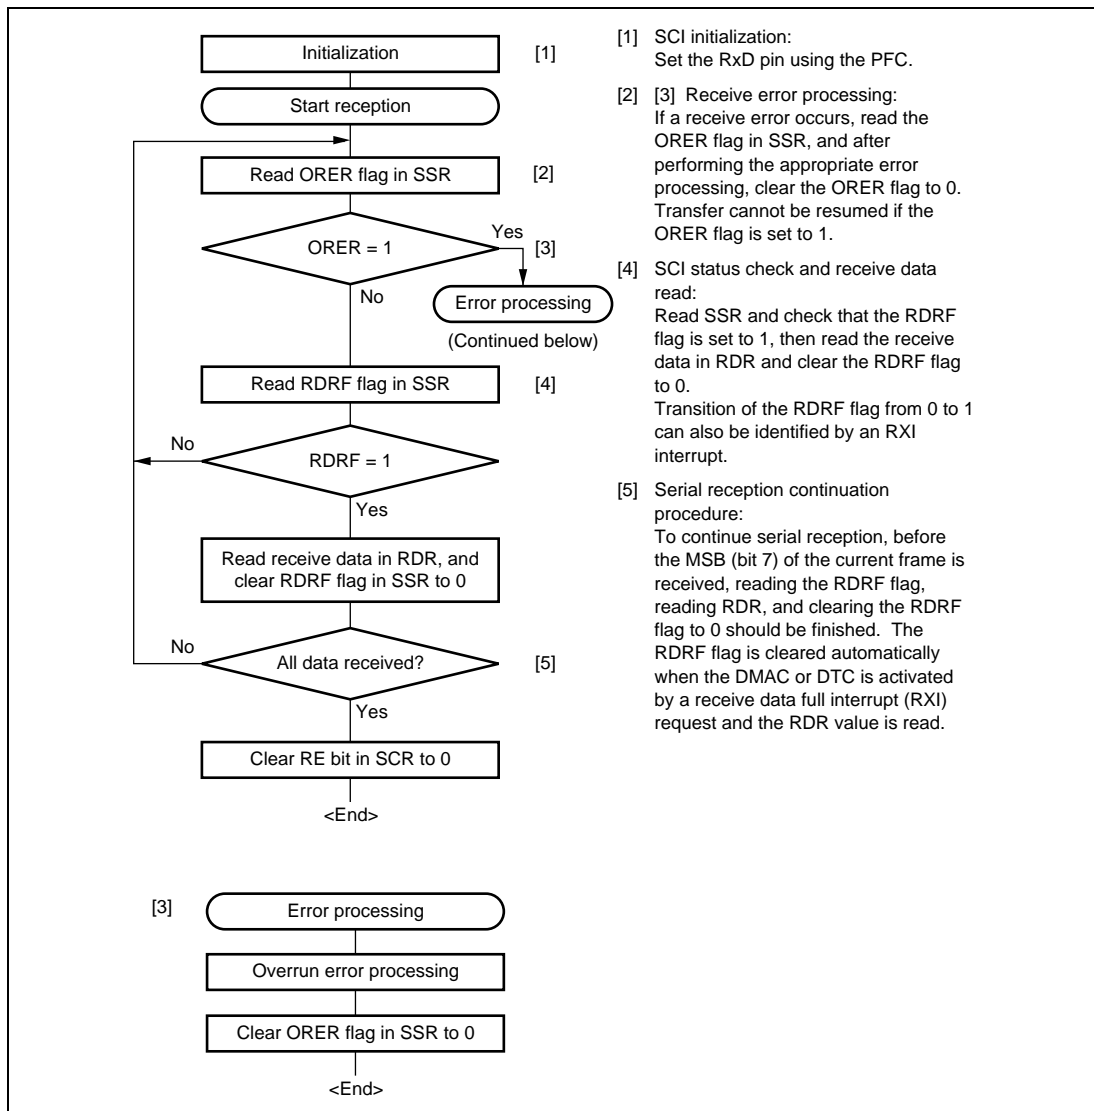 Initialization [1]
Start reception
Read ORER flag in SSR [2]
ORER = 1
Yes
[3]
No
Error processing
(Continued below)
Read RDRF flag in SSR [4]
No
RDRF = 1
Yes
Read receive data in RDR, and
clear RDRF flag in SSR to 0
No
All data received? [5]
Yes
Clear RE bit in SCR to 0
<End>
[1] SCI initialization:
Set the RxD pin using the PFC.
[2] [3] Receive error processing:
If a receive error occurs, read the
ORER flag in SSR, and after
performing the appropriate error
processing, clear the ORER flag to 0.
Transfer cannot be resumed if the
ORER flag is set to 1.
[4] SCI status check and receive data
read:
Read SSR and check that the RDRF
flag is set to 1, then read the receive
data in RDR and clear the RDRF flag
to 0.
Transition of the RDRF flag from 0 to 1
can also be identified by an RXI
interrupt.
[5] Serial reception continuation
procedure:
To continue serial reception, before
the MSB (bit 7) of the current frame is
received, reading the RDRF flag,
reading RDR, and clearing the RDRF
flag to 0 should be finished. The
RDRF flag is cleared automatically
when the DMAC or DTC is activated
by a receive data full interrupt (RXI)
request and the RDR value is read.
[3] Error processing
Overrun error processing
Clear ORER flag in SSR to 0
<End>